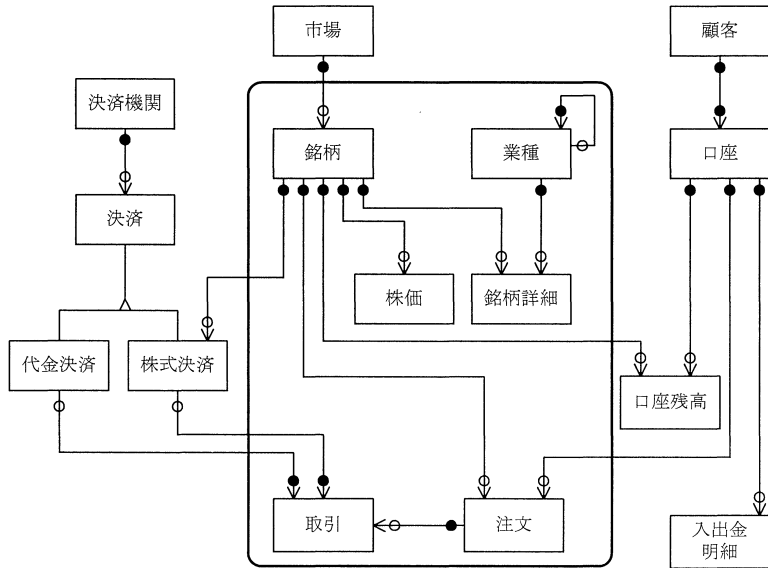 市場
顧客
決済機関
銘柄
業種
口座
決済
株価
銘柄詳細
代金決済
株式決済
口座残高
取引
注文
入出金
明細